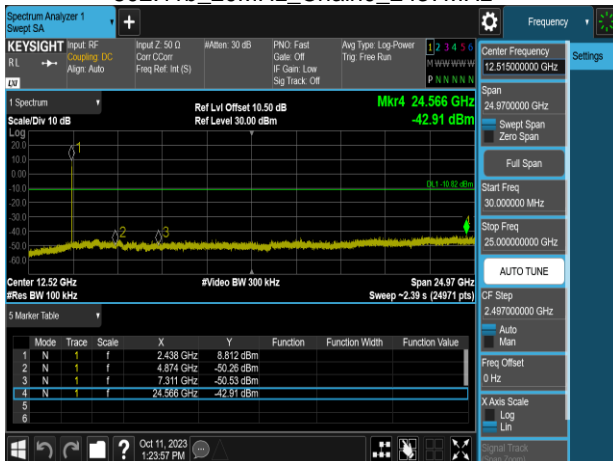 Spectrum Analyzer 1
Swept SA
+
Frequency
KEYSIGHT
RL
LXI
Input: RF
Coupling: DC
Align: Auto
Input Z: 50 Ω
Corr CCorr
Freq Ref: Int (S)
#Atten: 30 dB
PNO: Fast
Gate: Off
IF Gain: Low
Sig Track: Off
Avg Type: Log-Power
Trig: Free Run
1 2 3 4 5 6
M W W W W W
P N N N N N
Center Frequency
12.515000000 GHz
Settings
Span
24.9700000 GHz
Swept Span
Zero Span
Full Span
Start Freq
30.000000 MHz
Stop Freq
25.000000000 GHz
AUTO TUNE
CF Step
2.497000000 GHz
Auto
Man
Freq Offset
0 Hz
X Axis Scale
Log
Lin
Signal Track
(Span Zoom)
1 Spectrum
Scale/Div 10 dB
Ref Lvl Offset 10.50 dB
Ref Level 30.00 dBm
Mkr4 24.566 GHz
-42.91 dBm
Log
20.0
10.0
0.00
-10.0
-20.0
-30.0
-40.0
-50.0
-60.0
1
2
3
DL1 -10.82 dBm
Center 12.52 GHz
#Video BW 300 kHz
Span 24.97 GHz
#Res BW 100 kHz
Sweep ~2.39 s (24971 pts)
5 Marker Table
Mode Trace Scale X Y Function Function Width Function Value
1 N 1 f 2.438 GHz 8.812 dBm
2 N 1 f 4.874 GHz -50.26 dBm
3 N 1 f 7.311 GHz -50.53 dBm
4 N 1 f 24.566 GHz -42.91 dBm
5
6
?
Oct 11, 2023
1:23:57 PM